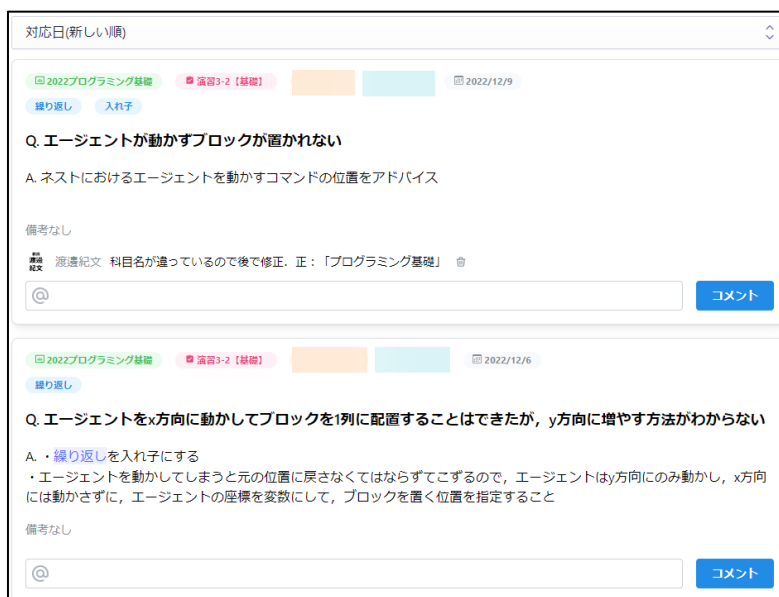 対応日(新しい順)
2022プログラミング基礎 演習3-2【基礎】 2022/12/9
繰り返し 入れ子
Q. エージェントが動かずブロックが置かれない
A. ネストにおけるエージェントを動かすコマンドの位置をアドバイス
備考なし
渡邉紀文 科目名が違っているので後で修正．正：「プログラミング基礎」
@ コメント
2022プログラミング基礎 演習3-2【基礎】 2022/12/6
繰り返し
Q. エージェントをx方向に動かしてブロックを1列に配置することはできたが，y方向に増やす方法がわからない
A. ・繰り返しを入れ子にする
・エージェントを動かしてしまうと元の位置に戻さなくてはならずてこずるので，エージェントはy方向にのみ動かし，x方向
には動かさずに，エージェントの座標を変数にして，ブロックを置く位置を指定すること
備考なし
@ コメント